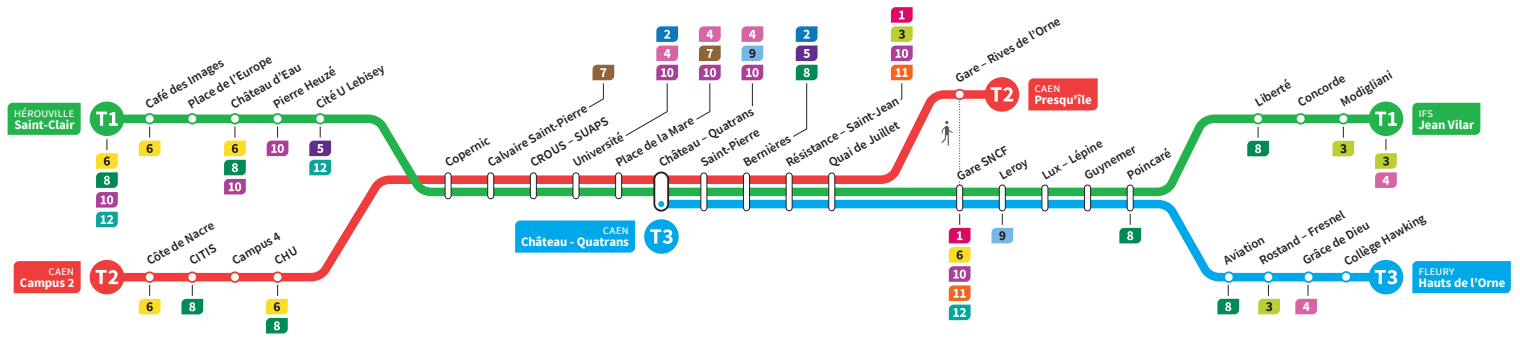 HÉROUVILLE
Saint-Clair
T1
6
8
10
12
Café des Images
6
Place de l'Europe
Château d'Eau
6
8
10
Pierre Heuzé
10
Cité U Lebisey
5
12
CAEN
Campus 2
T2
Côte de Nacre
6
CITIS
8
Campus 4
CHU
6
8
Copernic
Calvaire Saint-Pierre
7
CROUS – SUAPS
Université
2
4
10
Place de la Mare
4
7
10
Château – Quatrans
4
9
10
CAEN
Château - Quatrans
T3
Saint-Pierre
Bernières
2
5
8
Résistance – Saint-Jean
1
3
10
11
Quai de Juillet
Gare – Rives de l'Orne
T2
CAEN
Presqu'île
Gare SNCF
1
6
10
11
12
Leroy
9
Lux – Lépine
Guynemer
Poincaré
8
Liberté
8
Concorde
Modigliani
3
T1
3
4
IFS
Jean Vilar
Aviation
8
Rostand – Fresnel
3
Grâce de Dieu
4
Collège Hawking
T3
FLEURY
Hauts de l'Orne